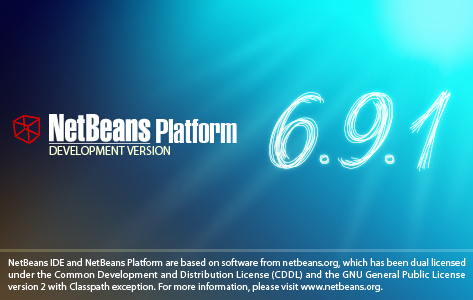 NetBeans Platform
DEVELOPMENT VERSION
6.9.1
NetBeans IDE and NetBeans Platform are based on software from netbeans.org, which has been dual licensed
under the Common Development and Distribution License (CDDL) and the GNU General Public License
version 2 with Classpath exception. For more information, please visit www.netbeans.org.